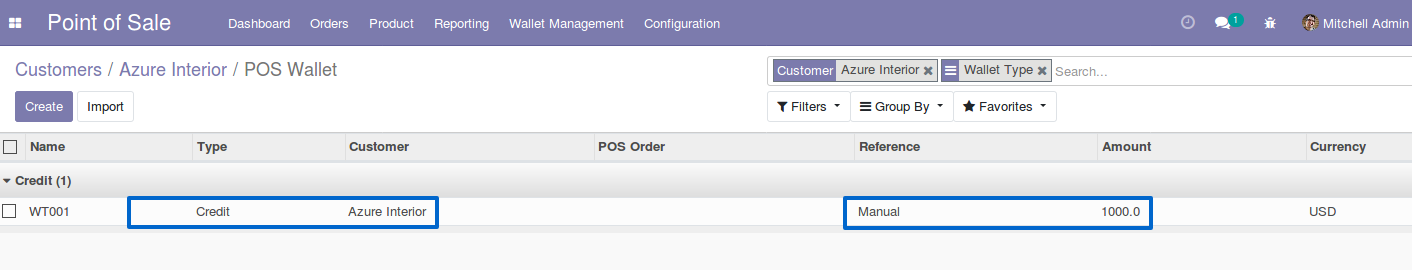 Point of Sale Dashboard Orders Product Reporting Wallet Management Configuration 1 Mitchell Admin
Customers / Azure Interior / POS Wallet
Customer Azure Interior Wallet Type Search...
Create Import Filters Group By Favorites
Name Type Customer POS Order Reference Amount Currency
Credit (1)
WT001 Credit Azure Interior Manual 1000.0 USD